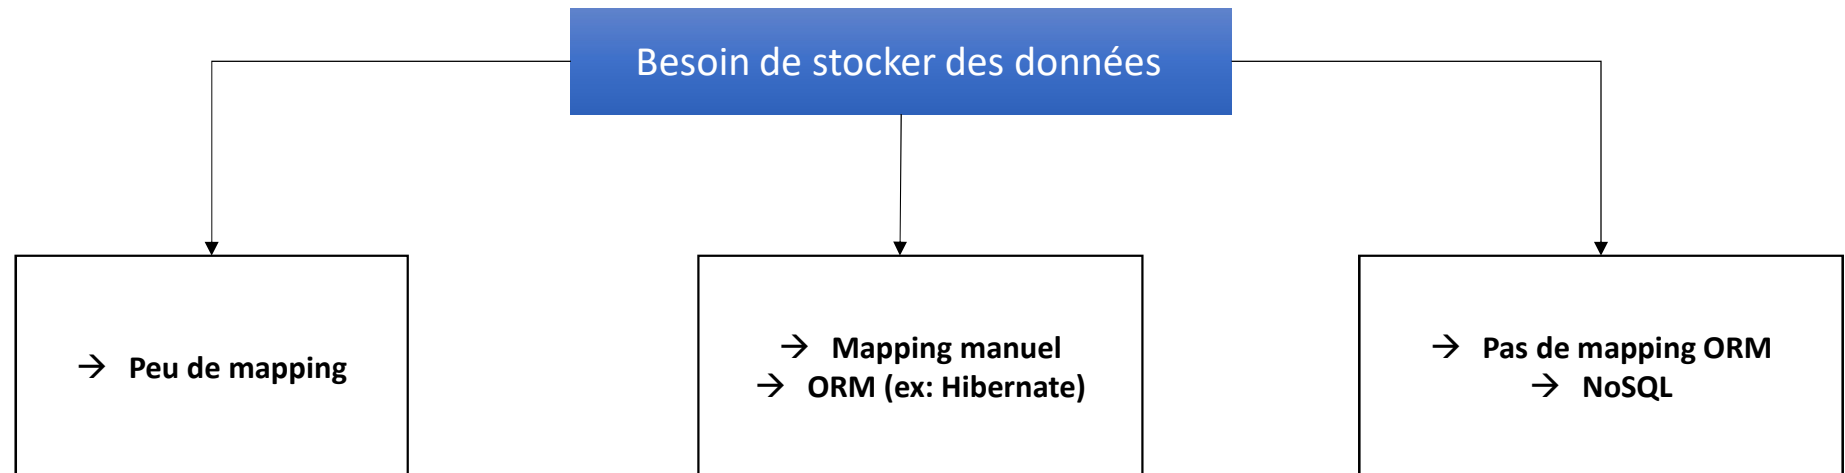 Besoin de stocker des données
→ Peu de mapping
→ Mapping manuel
→ ORM (ex: Hibernate)
→ Pas de mapping ORM
→ NoSQL